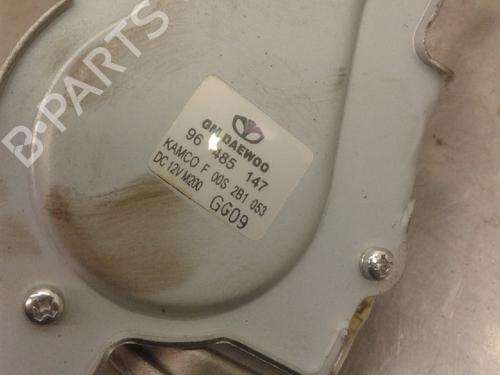 B-PARTS
GM DAEWOO
96 485 147
KAMCO F 00S 2B1 053
DC 12V M200
GG09